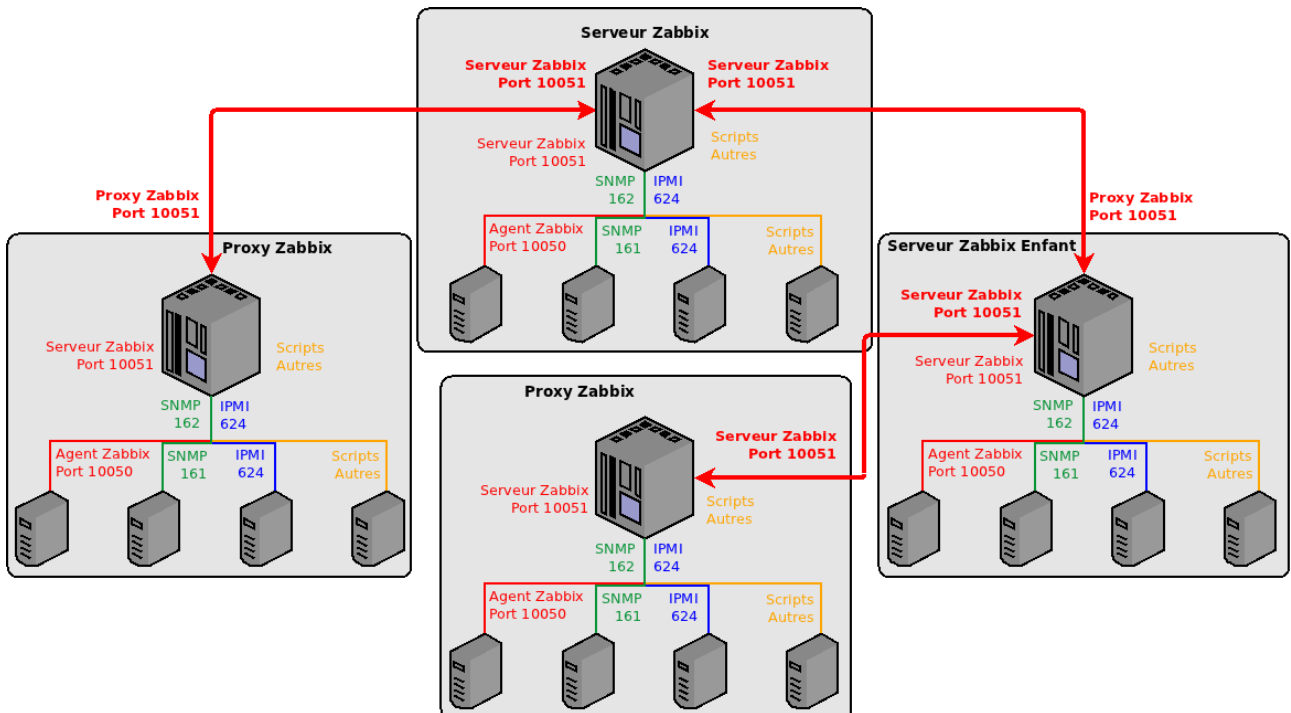 Serveur Zabbix
Serveur Zabbix
Port 10051
Serveur Zabbix
Port 10051
Serveur Zabbix
Port 10051
Scripts
Autres
SNMP
162
IPMI
624
Agent Zabbix
Port 10050
SNMP
161
IPMI
624
Scripts
Autres
Proxy Zabbix
Port 10051
Proxy Zabbix
Port 10051
Proxy Zabbix
Serveur Zabbix
Port 10051
Scripts
Autres
SNMP
162
IPMI
624
Agent Zabbix
Port 10050
SNMP
161
IPMI
624
Scripts
Autres
Serveur Zabbix Enfant
Serveur Zabbix
Port 10051
Serveur Zabbix
Port 10051
Scripts
Autres
SNMP
162
IPMI
624
Agent Zabbix
Port 10050
SNMP
161
IPMI
624
Scripts
Autres
Proxy Zabbix
Serveur Zabbix
Port 10051
Serveur Zabbix
Port 10051
Scripts
Autres
SNMP
162
IPMI
624
Agent Zabbix
Port 10050
SNMP
161
IPMI
624
Scripts
Autres